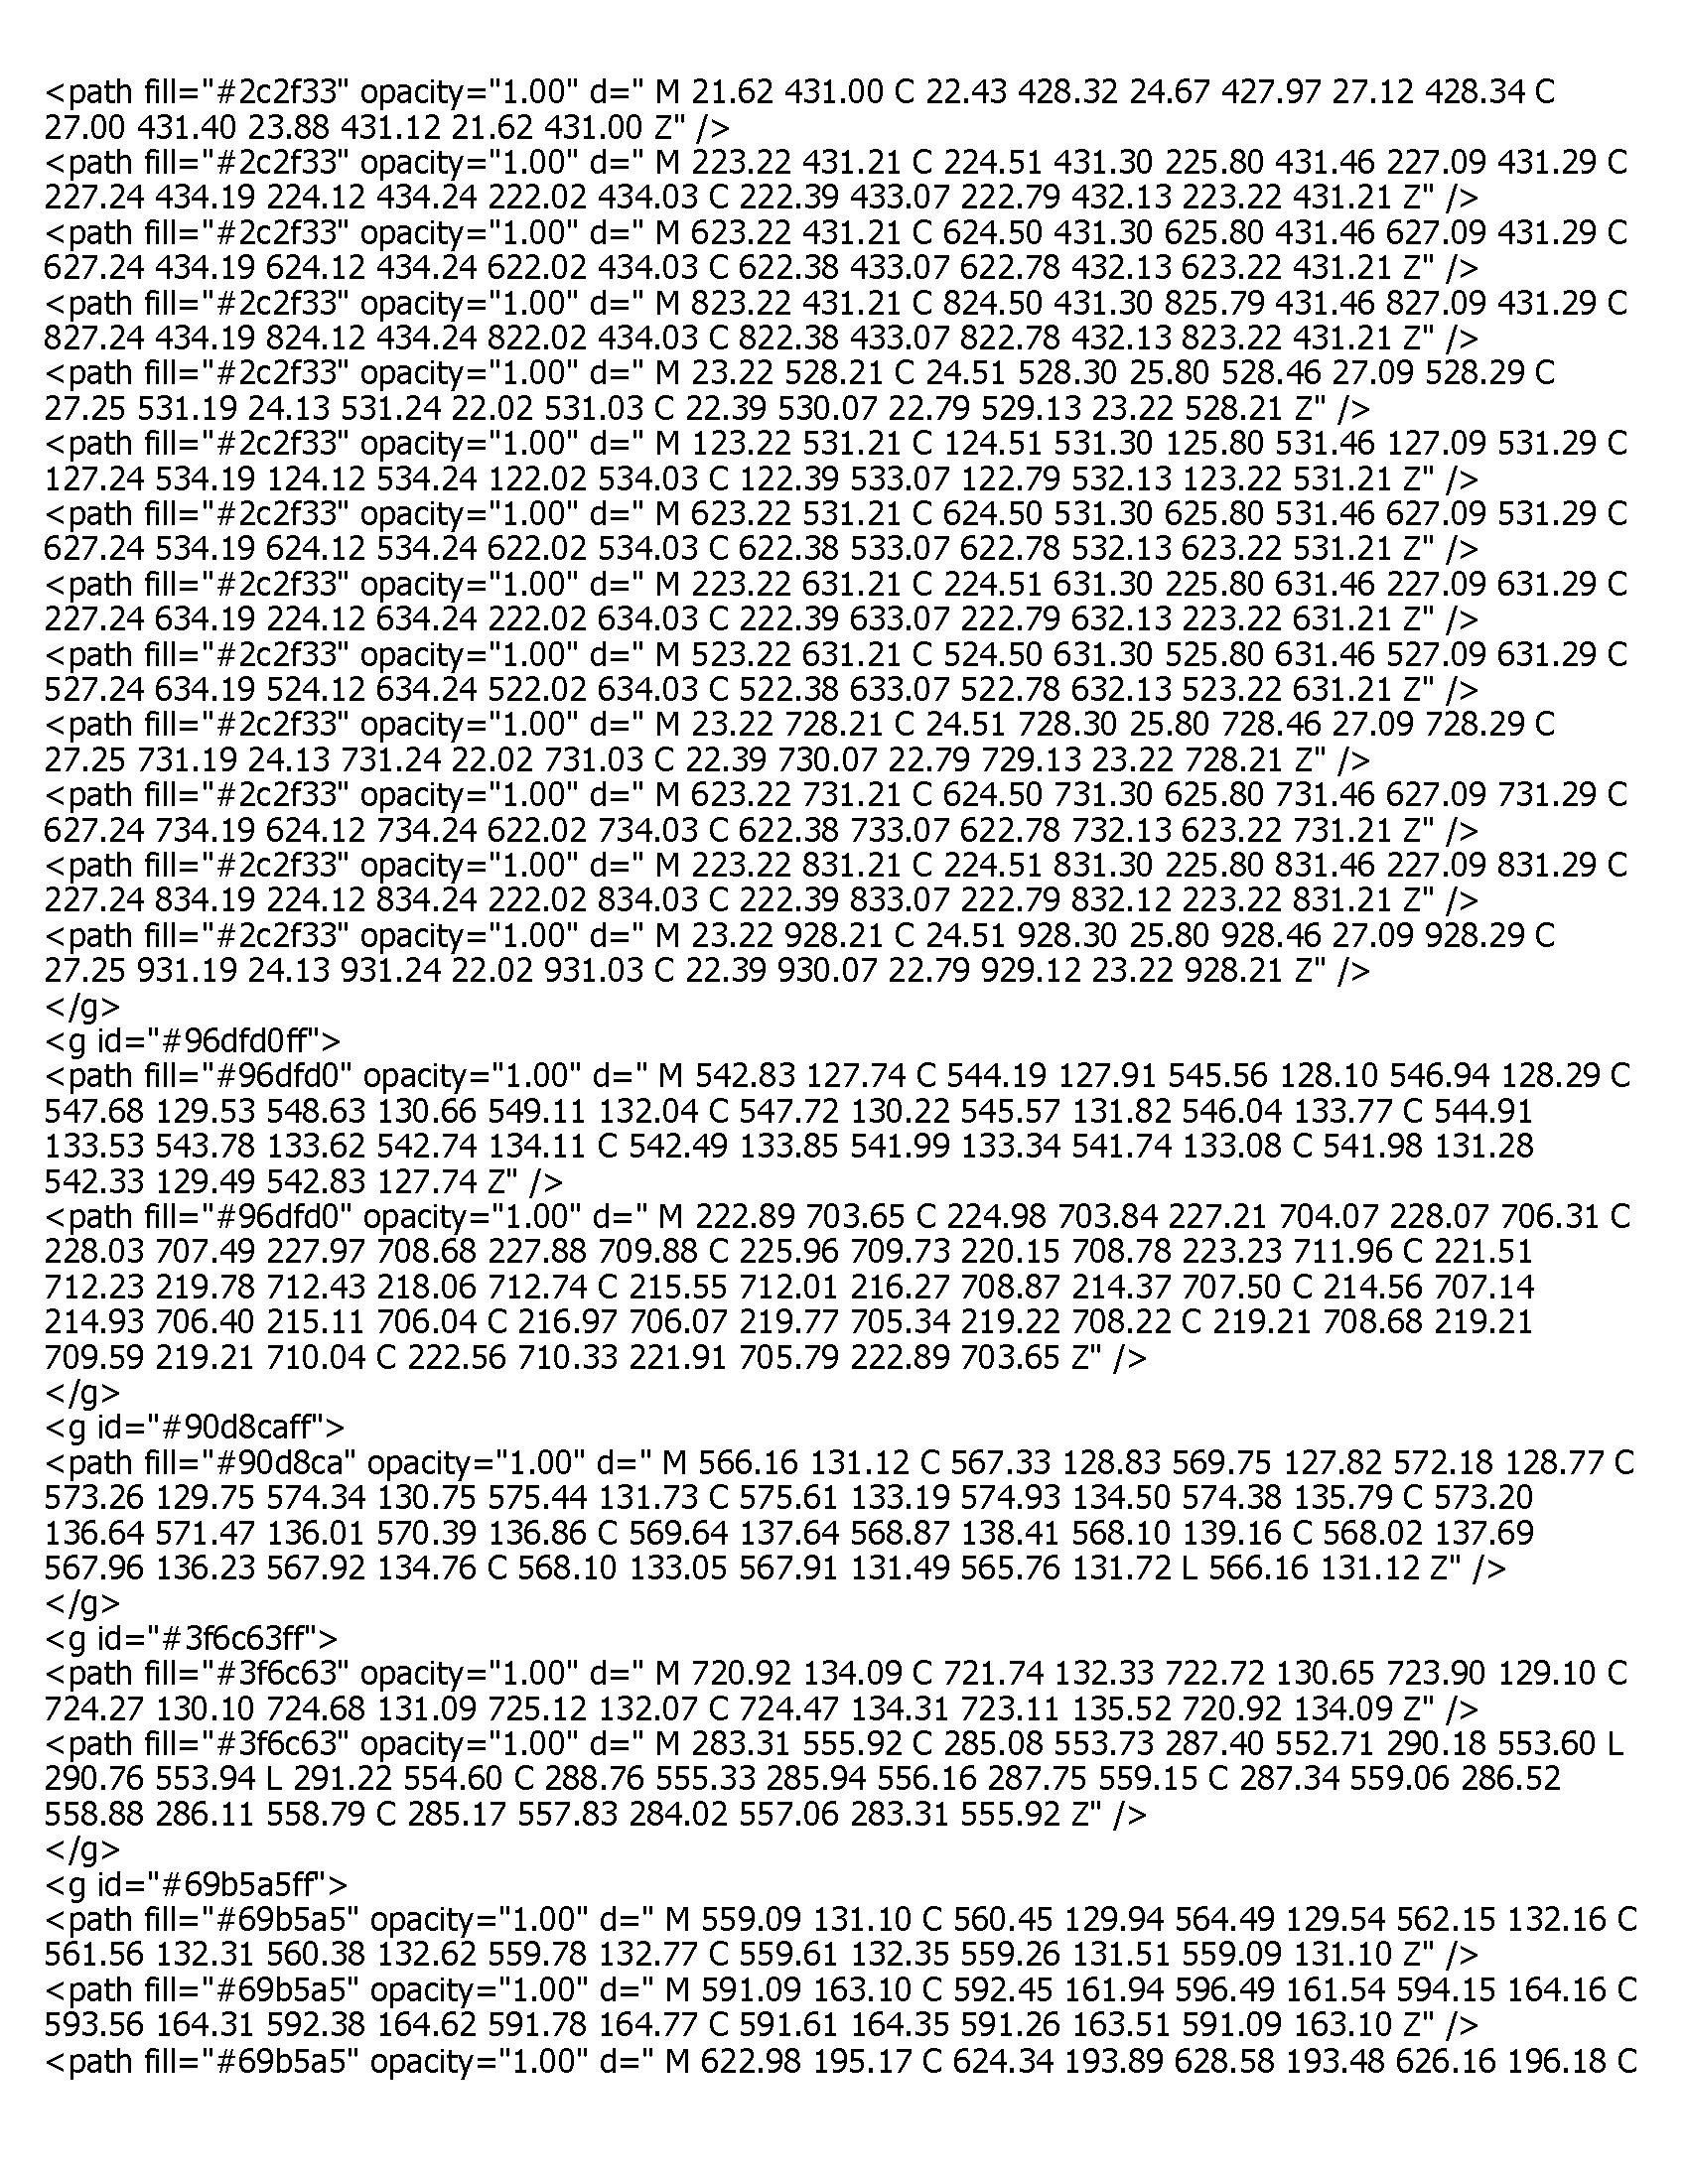 <path fill="#2c2f33" opacity="1.00" d=" M 21.62 431.00 C 22.43 428.32 24.67 427.97 27.12 428.34 C
27.00 431.40 23.88 431.12 21.62 431.00 Z" />
<path fill="#2c2f33" opacity="1.00" d=" M 223.22 431.21 C 224.51 431.30 225.80 431.46 227.09 431.29 C
227.24 434.19 224.12 434.24 222.02 434.03 C 222.39 433.07 222.79 432.13 223.22 431.21 Z" />
<path fill="#2c2f33" opacity="1.00" d=" M 623.22 431.21 C 624.50 431.30 625.80 431.46 627.09 431.29 C
627.24 434.19 624.12 434.24 622.02 434.03 C 622.38 433.07 622.78 432.13 623.22 431.21 Z" />
<path fill="#2c2f33" opacity="1.00" d=" M 823.22 431.21 C 824.50 431.30 825.79 431.46 827.09 431.29 C
827.24 434.19 824.12 434.24 822.02 434.03 C 822.38 433.07 822.78 432.13 823.22 431.21 Z" />
<path fill="#2c2f33" opacity="1.00" d=" M 23.22 528.21 C 24.51 528.30 25.80 528.46 27.09 528.29 C
27.25 531.19 24.13 531.24 22.02 531.03 C 22.39 530.07 22.79 529.13 23.22 528.21 Z" />
<path fill="#2c2f33" opacity="1.00" d=" M 123.22 531.21 C 124.51 531.30 125.80 531.46 127.09 531.29 C
127.24 534.19 124.12 534.24 122.02 534.03 C 122.39 533.07 122.79 532.13 123.22 531.21 Z" />
<path fill="#2c2f33" opacity="1.00" d=" M 623.22 531.21 C 624.50 531.30 625.80 531.46 627.09 531.29 C
627.24 534.19 624.12 534.24 622.02 534.03 C 622.38 533.07 622.78 532.13 623.22 531.21 Z" />
<path fill="#2c2f33" opacity="1.00" d=" M 223.22 631.21 C 224.51 631.30 225.80 631.46 227.09 631.29 C
227.24 634.19 224.12 634.24 222.02 634.03 C 222.39 633.07 222.79 632.13 223.22 631.21 Z" />
<path fill="#2c2f33" opacity="1.00" d=" M 523.22 631.21 C 524.50 631.30 525.80 631.46 527.09 631.29 C
527.24 634.19 524.12 634.24 522.02 634.03 C 522.38 633.07 522.78 632.13 523.22 631.21 Z" />
<path fill="#2c2f33" opacity="1.00" d=" M 23.22 728.21 C 24.51 728.30 25.80 728.46 27.09 728.29 C
27.25 731.19 24.13 731.24 22.02 731.03 C 22.39 730.07 22.79 729.13 23.22 728.21 Z" />
<path fill="#2c2f33" opacity="1.00" d=" M 623.22 731.21 C 624.50 731.30 625.80 731.46 627.09 731.29 C
627.24 734.19 624.12 734.24 622.02 734.03 C 622.38 733.07 622.78 732.13 623.22 731.21 Z" />
<path fill="#2c2f33" opacity="1.00" d=" M 223.22 831.21 C 224.51 831.30 225.80 831.46 227.09 831.29 C
227.24 834.19 224.12 834.24 222.02 834.03 C 222.39 833.07 222.79 832.12 223.22 831.21 Z" />
<path fill="#2c2f33" opacity="1.00" d=" M 23.22 928.21 C 24.51 928.30 25.80 928.46 27.09 928.29 C
27.25 931.19 24.13 931.24 22.02 931.03 C 22.39 930.07 22.79 929.12 23.22 928.21 Z" />
</g>
<g id="#96dfd0ff">
<path fill="#96dfd0" opacity="1.00" d=" M 542.83 127.74 C 544.19 127.91 545.56 128.10 546.94 128.29 C
547.68 129.53 548.63 130.66 549.11 132.04 C 547.72 130.22 545.57 131.82 546.04 133.77 C 544.91
133.53 543.78 133.62 542.74 134.11 C 542.49 133.85 541.99 133.34 541.74 133.08 C 541.98 131.28
542.33 129.49 542.83 127.74 Z" />
<path fill="#96dfd0" opacity="1.00" d=" M 222.89 703.65 C 224.98 703.84 227.21 704.07 228.07 706.31 C
228.03 707.49 227.97 708.68 227.88 709.88 C 225.96 709.73 220.15 708.78 223.23 711.96 C 221.51
712.23 219.78 712.43 218.06 712.74 C 215.55 712.01 216.27 708.87 214.37 707.50 C 214.56 707.14
214.93 706.40 215.11 706.04 C 216.97 706.07 219.77 705.34 219.22 708.22 C 219.21 708.68 219.21
709.59 219.21 710.04 C 222.56 710.33 221.91 705.79 222.89 703.65 Z" />
</g>
<g id="#90d8caff">
<path fill="#90d8ca" opacity="1.00" d=" M 566.16 131.12 C 567.33 128.83 569.75 127.82 572.18 128.77 C
573.26 129.75 574.34 130.75 575.44 131.73 C 575.61 133.19 574.93 134.50 574.38 135.79 C 573.20
136.64 571.47 136.01 570.39 136.86 C 569.64 137.64 568.87 138.41 568.10 139.16 C 568.02 137.69
567.96 136.23 567.92 134.76 C 568.10 133.05 567.91 131.49 565.76 131.72 L 566.16 131.12 Z" />
</g>
<g id="#3f6c63ff">
<path fill="#3f6c63" opacity="1.00" d=" M 720.92 134.09 C 721.74 132.33 722.72 130.65 723.90 129.10 C
724.27 130.10 724.68 131.09 725.12 132.07 C 724.47 134.31 723.11 135.52 720.92 134.09 Z" />
<path fill="#3f6c63" opacity="1.00" d=" M 283.31 555.92 C 285.08 553.73 287.40 552.71 290.18 553.60 L
290.76 553.94 L 291.22 554.60 C 288.76 555.33 285.94 556.16 287.75 559.15 C 287.34 559.06 286.52
558.88 286.11 558.79 C 285.17 557.83 284.02 557.06 283.31 555.92 Z" />
</g>
<g id="#69b5a5ff">
<path fill="#69b5a5" opacity="1.00" d=" M 559.09 131.10 C 560.45 129.94 564.49 129.54 562.15 132.16 C
561.56 132.31 560.38 132.62 559.78 132.77 C 559.61 132.35 559.26 131.51 559.09 131.10 Z" />
<path fill="#69b5a5" opacity="1.00" d=" M 591.09 163.10 C 592.45 161.94 596.49 161.54 594.15 164.16 C
593.56 164.31 592.38 164.62 591.78 164.77 C 591.61 164.35 591.26 163.51 591.09 163.10 Z" />
<path fill="#69b5a5" opacity="1.00" d=" M 622.98 195.17 C 624.34 193.89 628.58 193.48 626.16 196.18 C